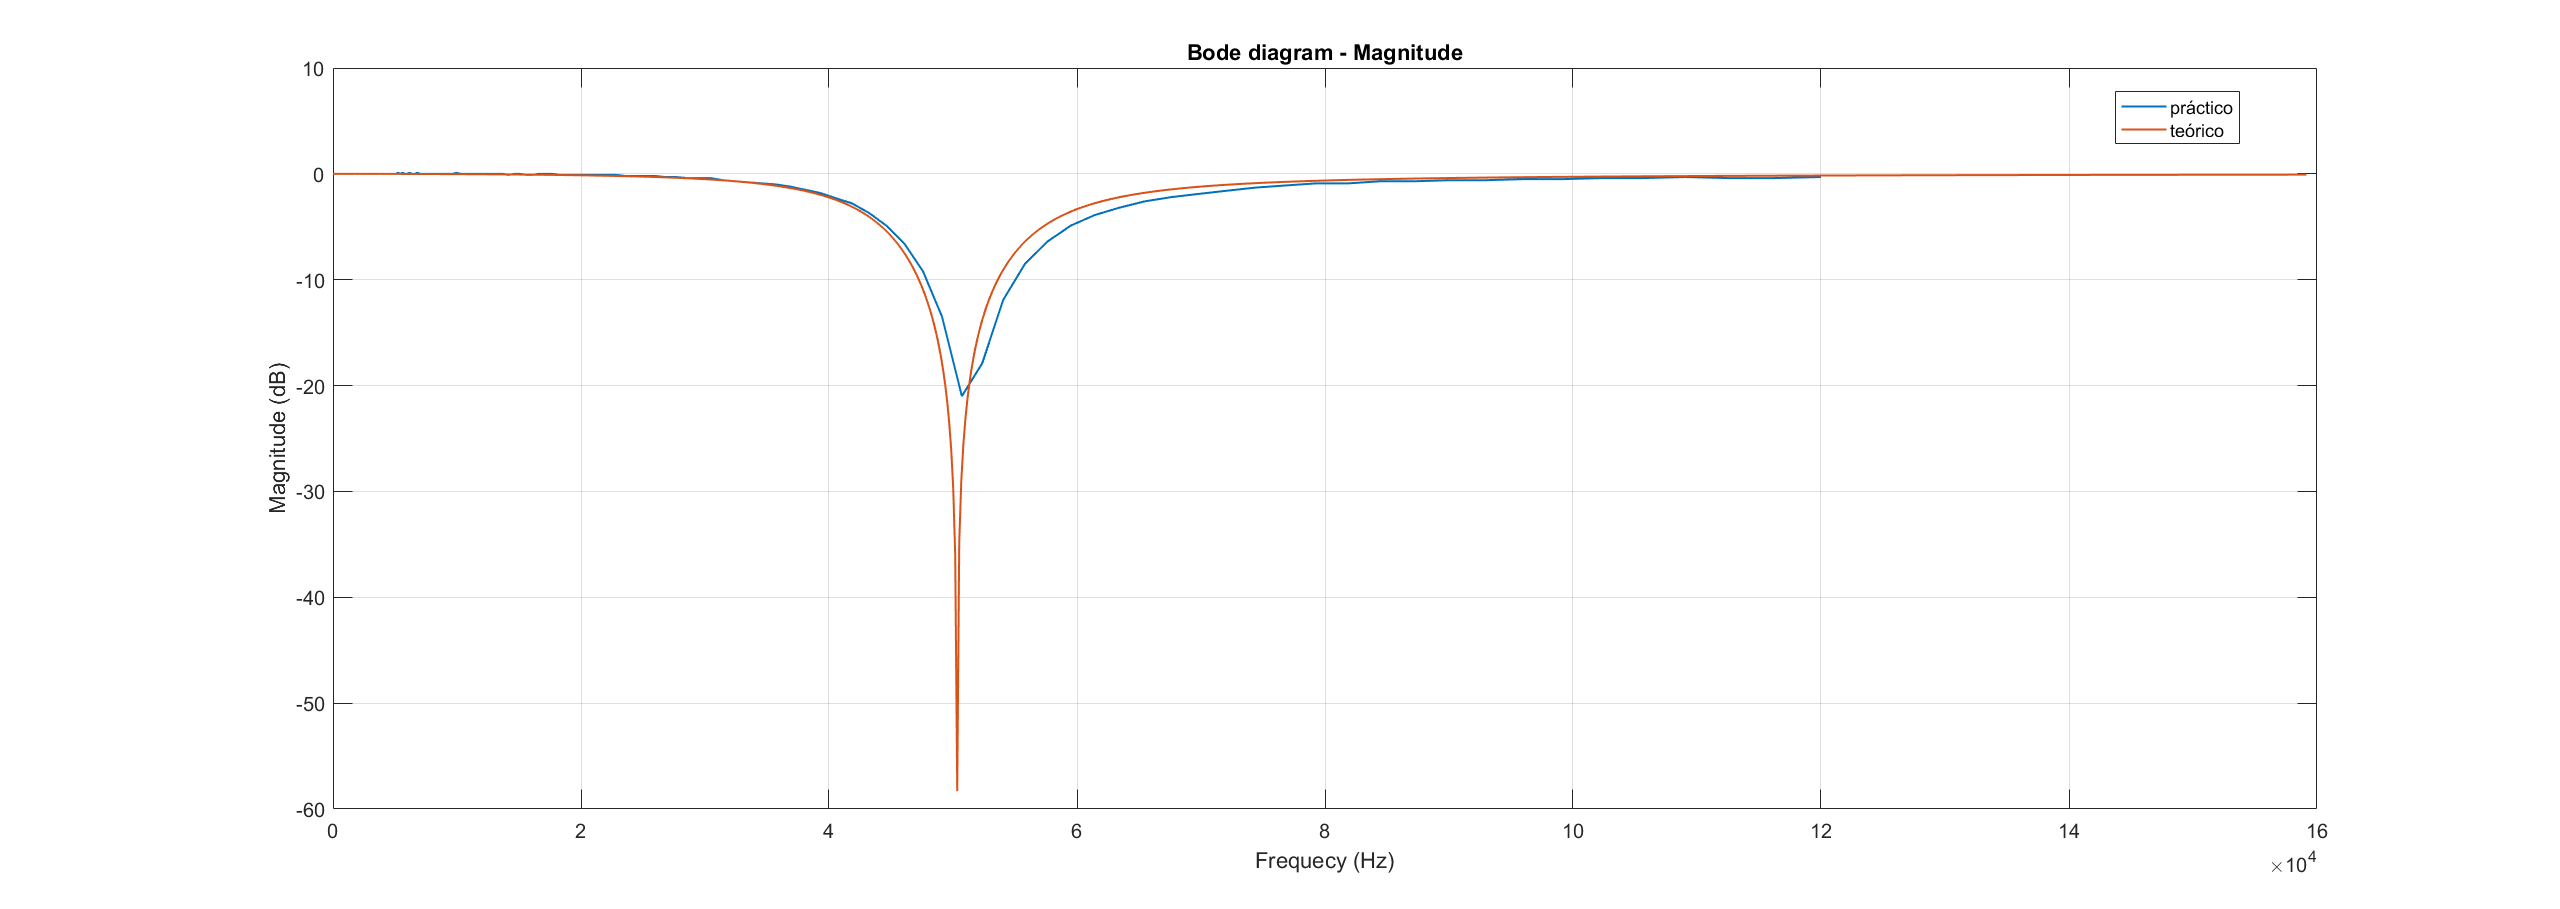 Bode diagram - Magnitude
práctico
teórico
10
0
-10
-20
-30
-40
-50
-60
Magnitude (dB)
0 2 4 6 8 10 12 14 16
Frequecy (Hz)
×10⁴